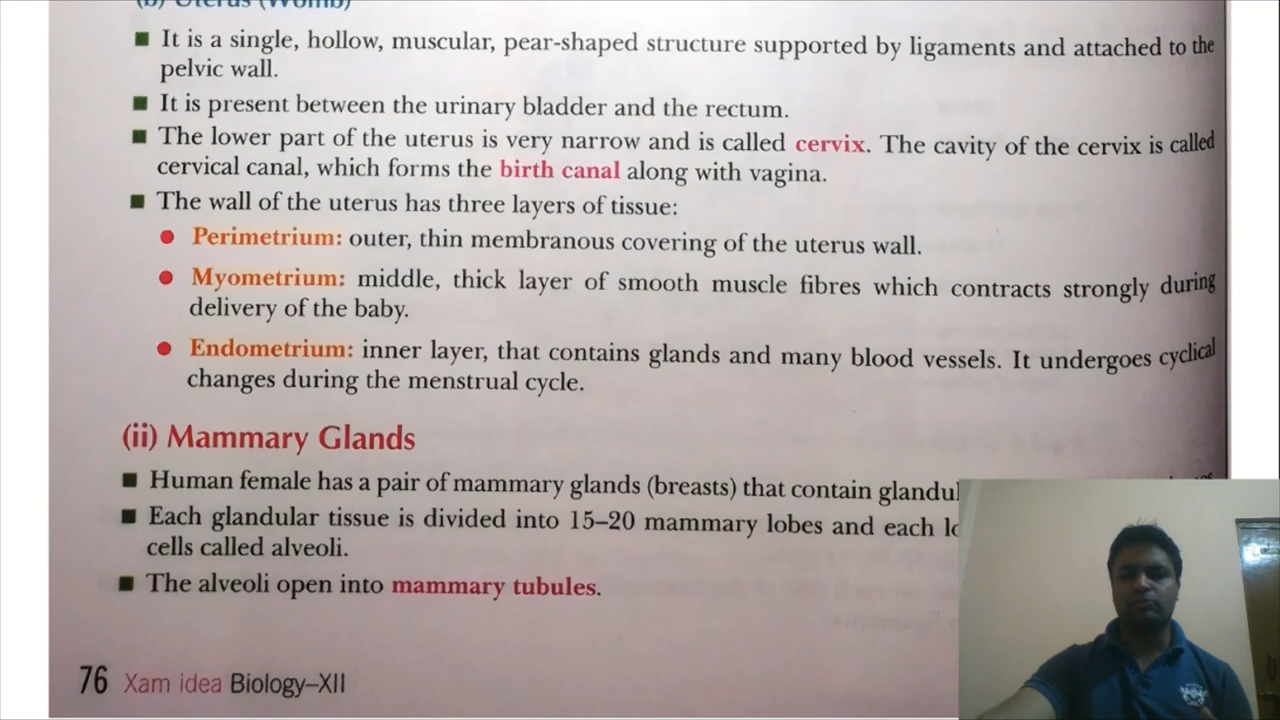 (b) Uterus (Womb)
It is a single, hollow, muscular, pear-shaped structure supported by ligaments and attached to the
pelvic wall.
It is present between the urinary bladder and the rectum.
The lower part of the uterus is very narrow and is called cervix. The cavity of the cervix is called
cervical canal, which forms the birth canal along with vagina.
The wall of the uterus has three layers of tissue:
Perimetrium: outer, thin membranous covering of the uterus wall.
Myometrium: middle, thick layer of smooth muscle fibres which contracts strongly during
delivery of the baby.
Endometrium: inner layer, that contains glands and many blood vessels. It undergoes cyclical
changes during the menstrual cycle.
(ii) Mammary Glands
Human female has a pair of mammary glands (breasts) that contain
Each glandular tissue is divided into 15–20 mammary lobes and each
cells called alveoli.
The alveoli open into mammary tubules.
76 Xam idea Biology–XII